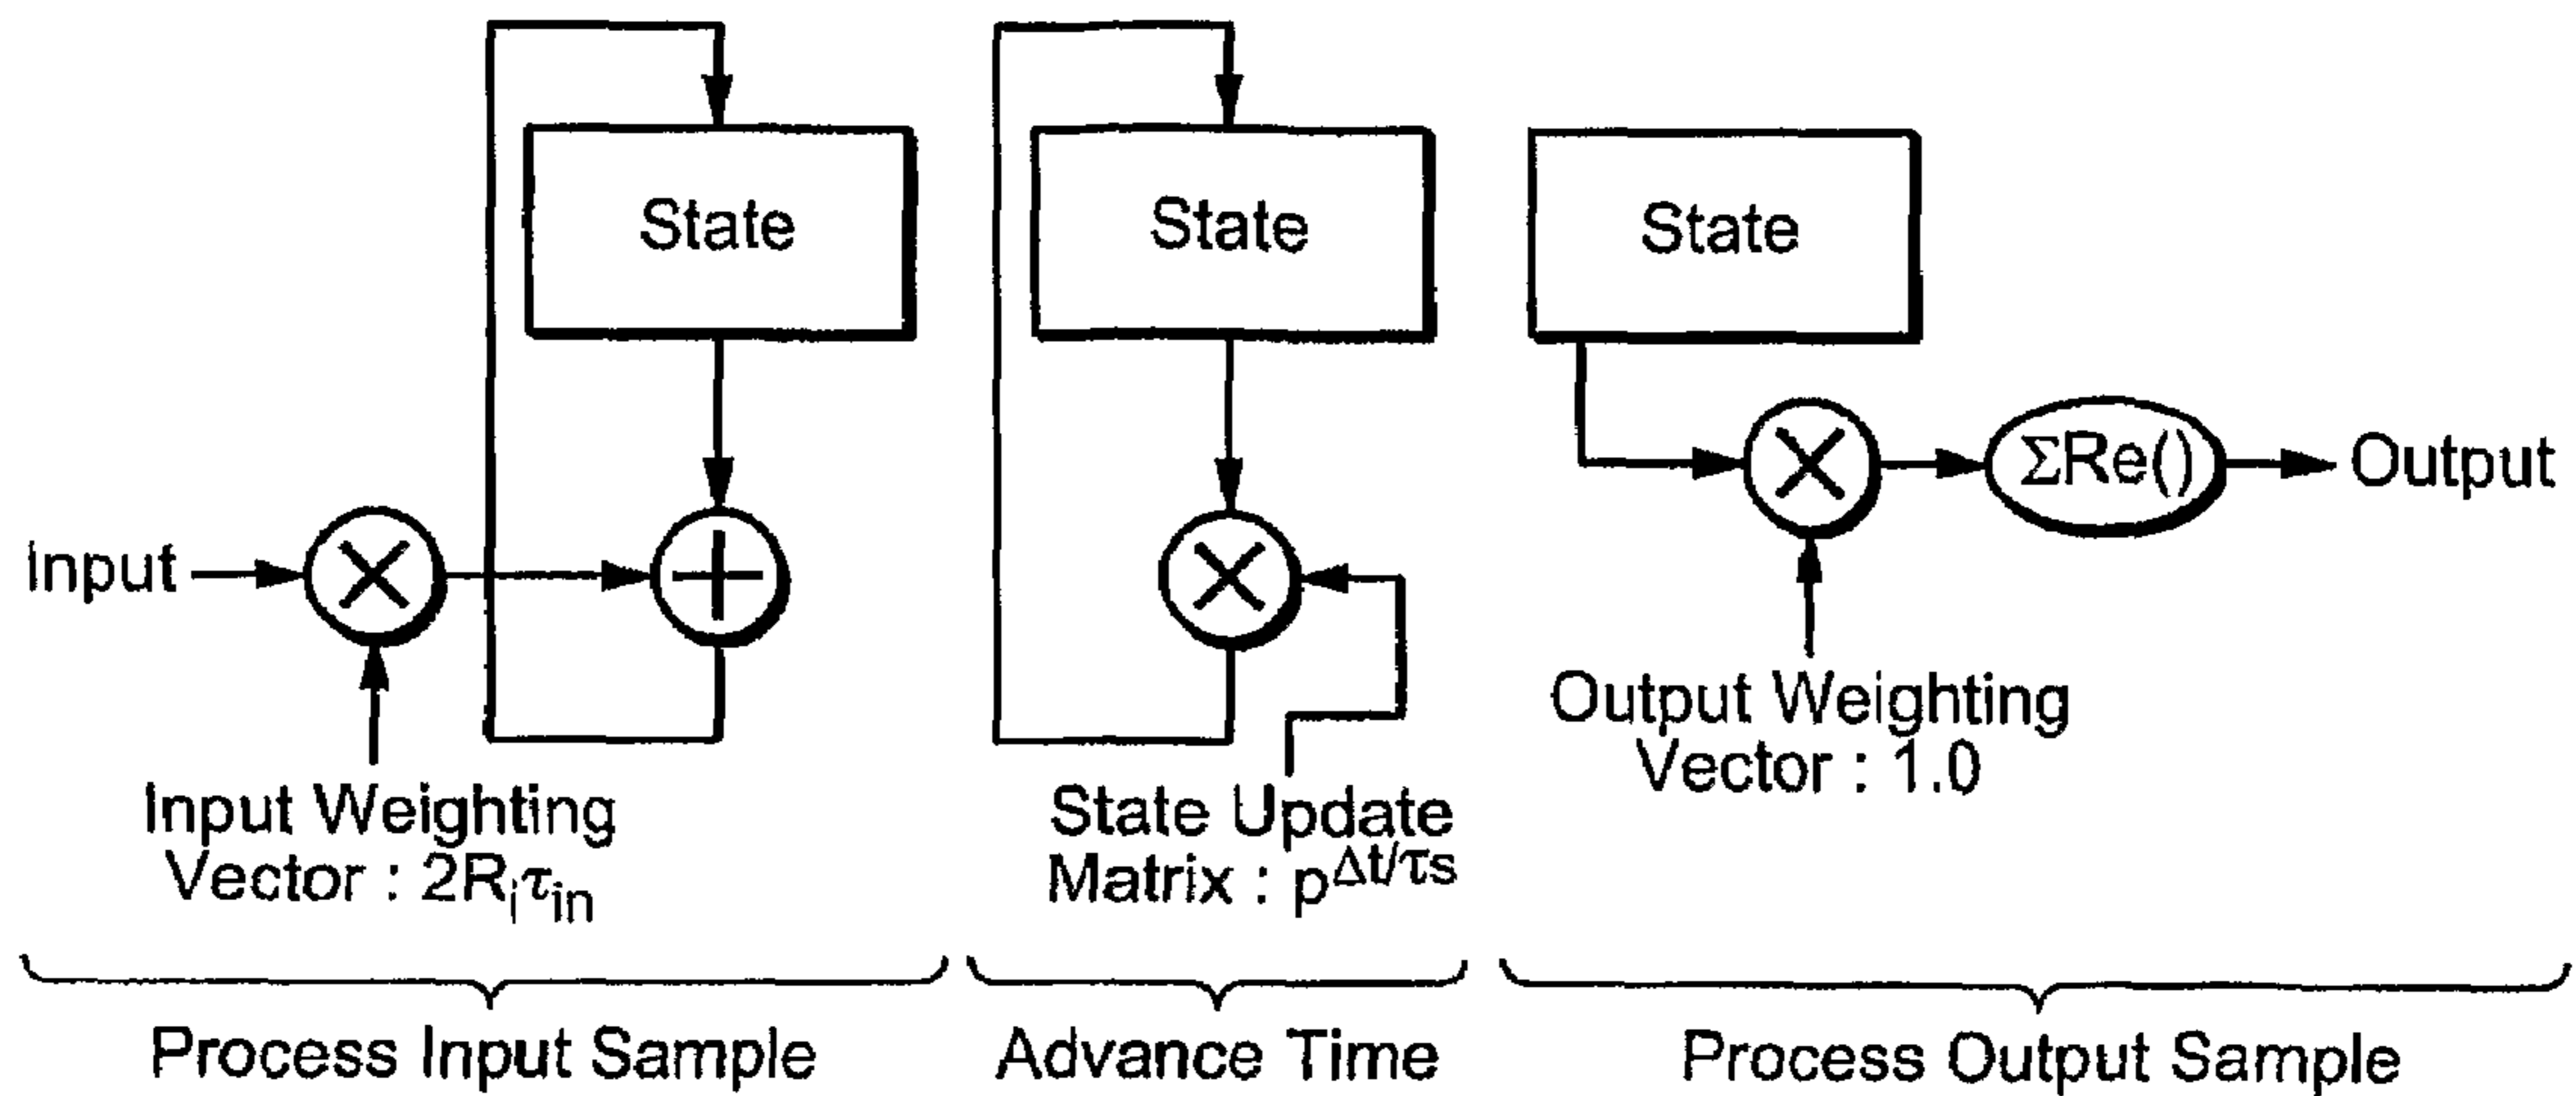 State
State
State
Input
ΣRe()
Output
Input Weighting
Vector : 2Rᵢτᵢₙ
State Update
Matrix : p^Δt/τs
Output Weighting
Vector : 1.0
Process Input Sample
Advance Time
Process Output Sample